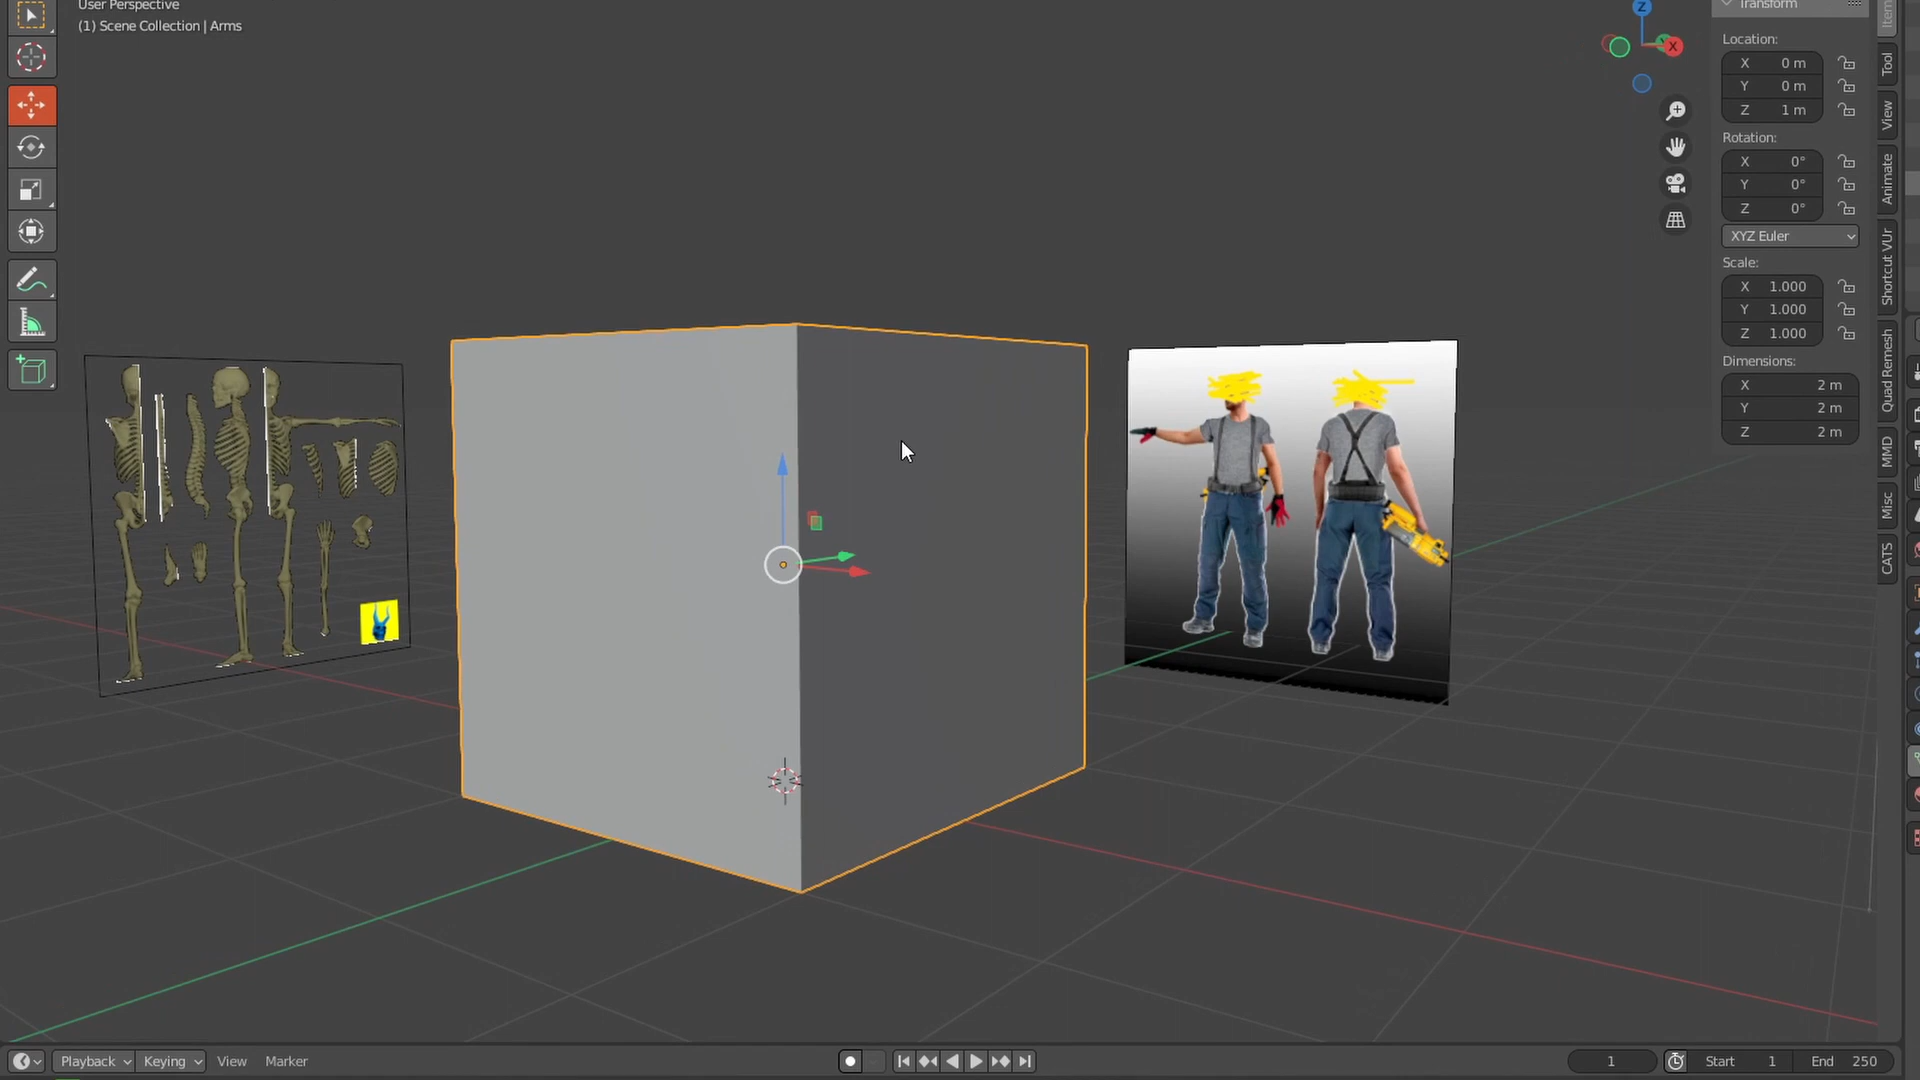 User Perspective
(1) Scene Collection | Arms
Transform
Location:
X 0 m
Y 0 m
Z 1 m
Rotation:
X 0°
Y 0°
Z 0°
XYZ Euler
Scale:
X 1.000
Y 1.000
Z 1.000
Dimensions:
X 2 m
Y 2 m
Z 2 m
Item
Tool
View
Animate
Shortcut VUr
Quad Remesh
MMD
Misc
CATS
Z
X
Playback
Keying
View
Marker
1
Start 1
End 250